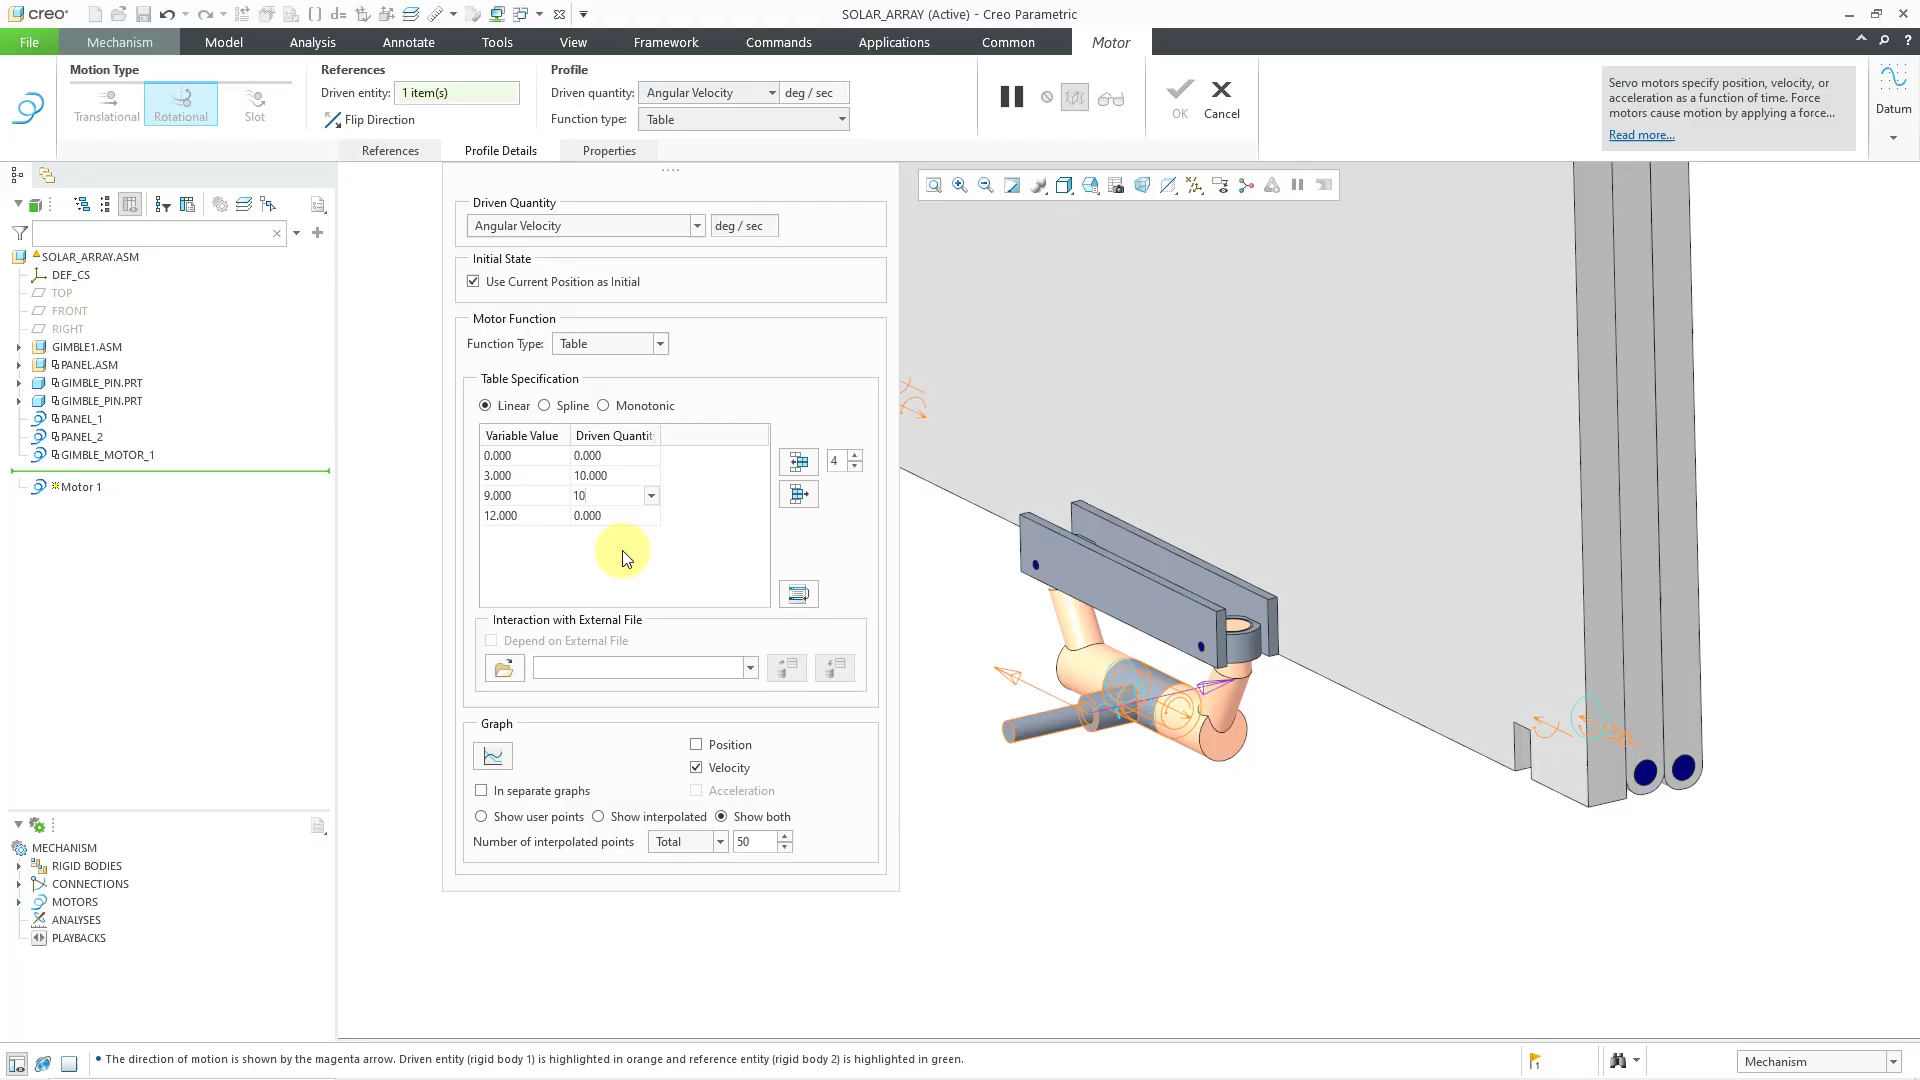 creo
SOLAR_ARRAY (Active) - Creo Parametric
File
Mechanism
Model
Analysis
Annotate
Tools
View
Framework
Commands
Applications
Common
Motor
Motion Type
Translational
Rotational
Slot
References
Driven entity:
1 item(s)
Flip Direction
Profile
Driven quantity:
Angular Velocity
deg / sec
Function type:
Table
OK
Cancel
Servo motors specify position, velocity, or
acceleration as a function of time. Force
motors cause motion by applying a force...
Read more...
Datum
References
Profile Details
Properties
SOLAR_ARRAY.ASM
DEF_CS
TOP
FRONT
RIGHT
GIMBLE1.ASM
PANEL.ASM
GIMBLE_PIN.PRT
GIMBLE_PIN.PRT
PANEL_1
PANEL_2
GIMBLE_MOTOR_1
Motor 1
MECHANISM
RIGID BODIES
CONNECTIONS
MOTORS
ANALYSES
PLAYBACKS
Driven Quantity
Angular Velocity
deg / sec
Initial State
Use Current Position as Initial
Motor Function
Function Type:
Table
Table Specification
Linear
Spline
Monotonic
Variable Value
Driven Quantit
0.000
0.000
3.000
10.000
9.000
10
12.000
0.000
4
Interaction with External File
Depend on External File
Graph
Position
Velocity
In separate graphs
Acceleration
Show user points
Show interpolated
Show both
Number of interpolated points
Total
50
• The direction of motion is shown by the magenta arrow. Driven entity (rigid body 1) is highlighted in orange and reference entity (rigid body 2) is highlighted in green.
1
Mechanism